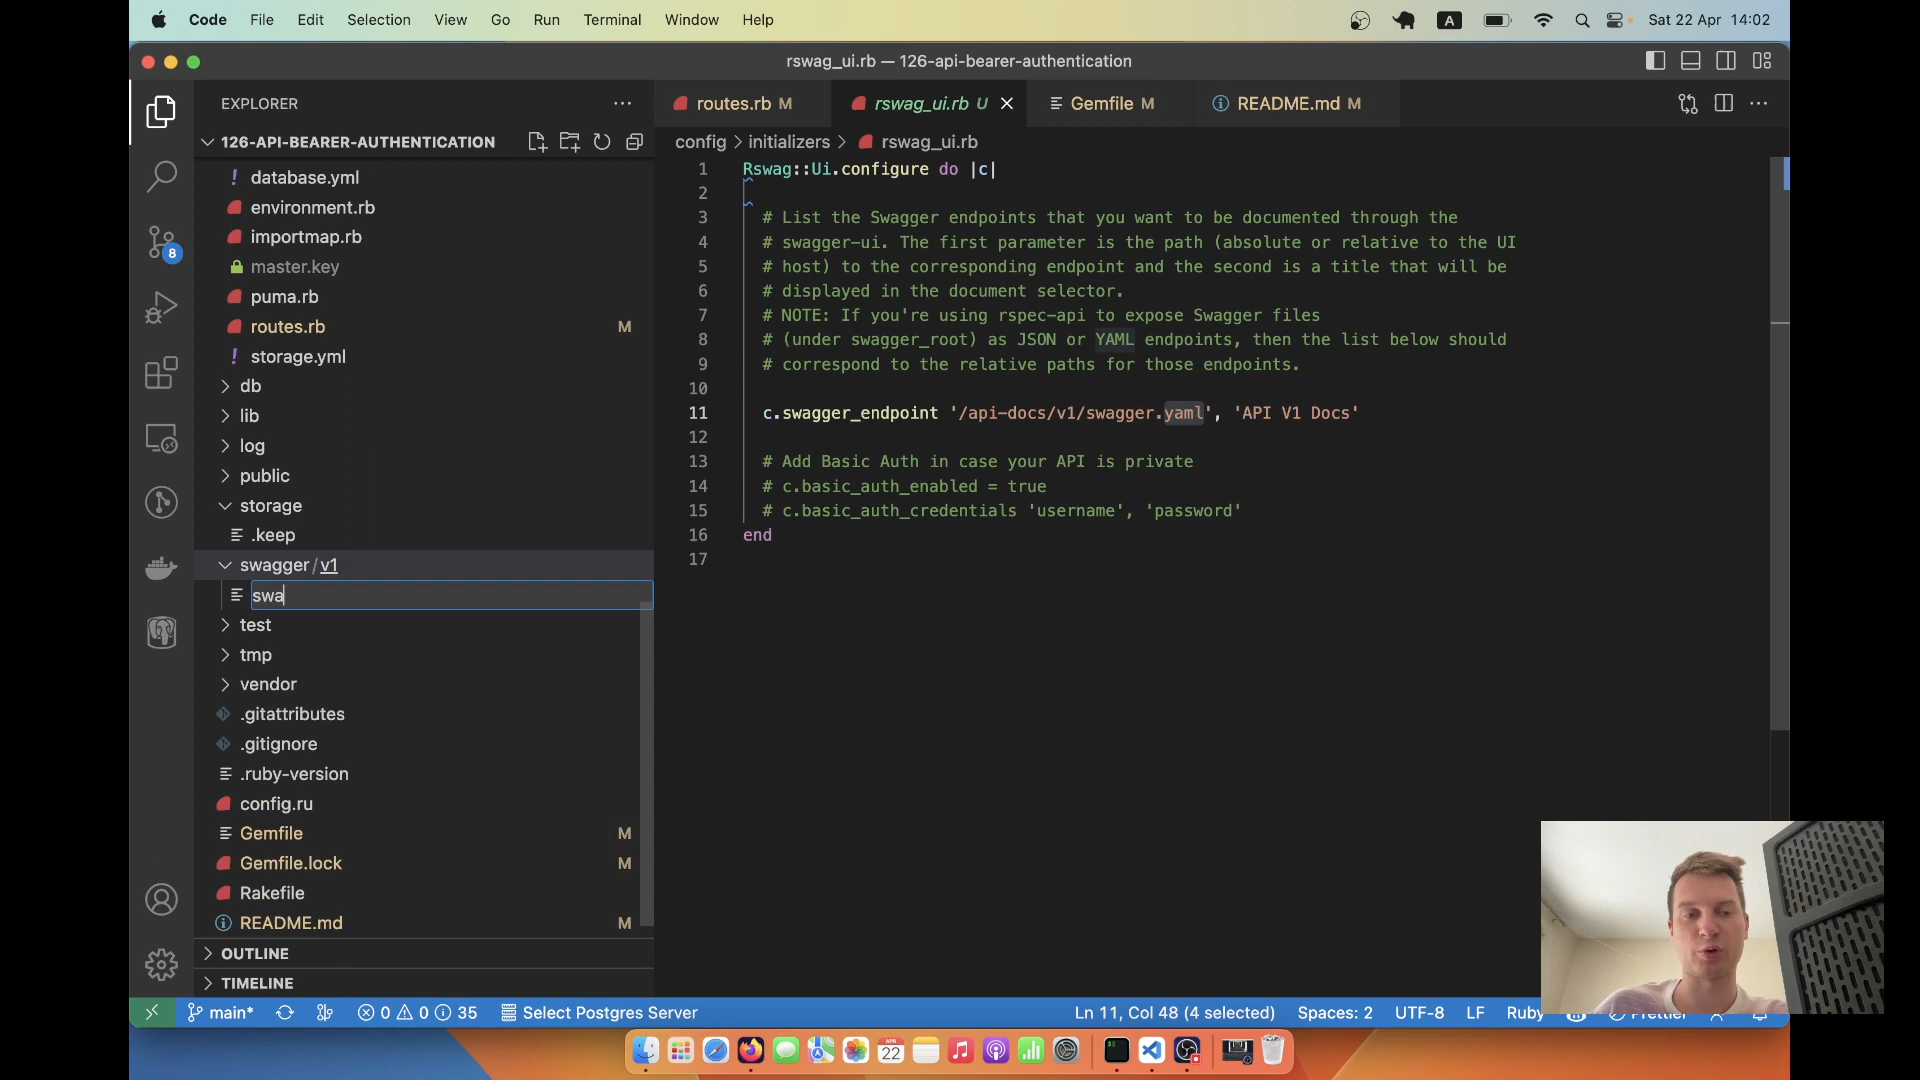 Code File Edit Selection View Go Run Terminal Window Help
A
Sat 22 Apr 14:02
rswag_ui.rb — 126-api-bearer-authentication
EXPLORER
126-API-BEARER-AUTHENTICATION
database.yml
environment.rb
importmap.rb
master.key
puma.rb
routes.rb M
storage.yml
db
lib
log
public
storage
.keep
swagger/v1
swa
test
tmp
vendor
.gitattributes
.gitignore
.ruby-version
config.ru
Gemfile M
Gemfile.lock M
Rakefile
README.md M
OUTLINE
TIMELINE
8
routes.rb M
rswag_ui.rb U
Gemfile M
README.md M
config > initializers > rswag_ui.rb
1 Rswag::Ui.configure do |c|
2
3 # List the Swagger endpoints that you want to be documented through the
4 # swagger-ui. The first parameter is the path (absolute or relative to the UI
5 # host) to the corresponding endpoint and the second is a title that will be
6 # displayed in the document selector.
7 # NOTE: If you're using rspec-api to expose Swagger files
8 # (under swagger_root) as JSON or YAML endpoints, then the list below should
9 # correspond to the relative paths for those endpoints.
10
11 c.swagger_endpoint '/api-docs/v1/swagger.yaml', 'API V1 Docs'
12
13 # Add Basic Auth in case your API is private
14 # c.basic_auth_enabled = true
15 # c.basic_auth_credentials 'username', 'password'
16 end
17
main* 0 0 35 Select Postgres Server Ln 11, Col 48 (4 selected) Spaces: 2 UTF-8 LF Ruby Prettier
APR
22